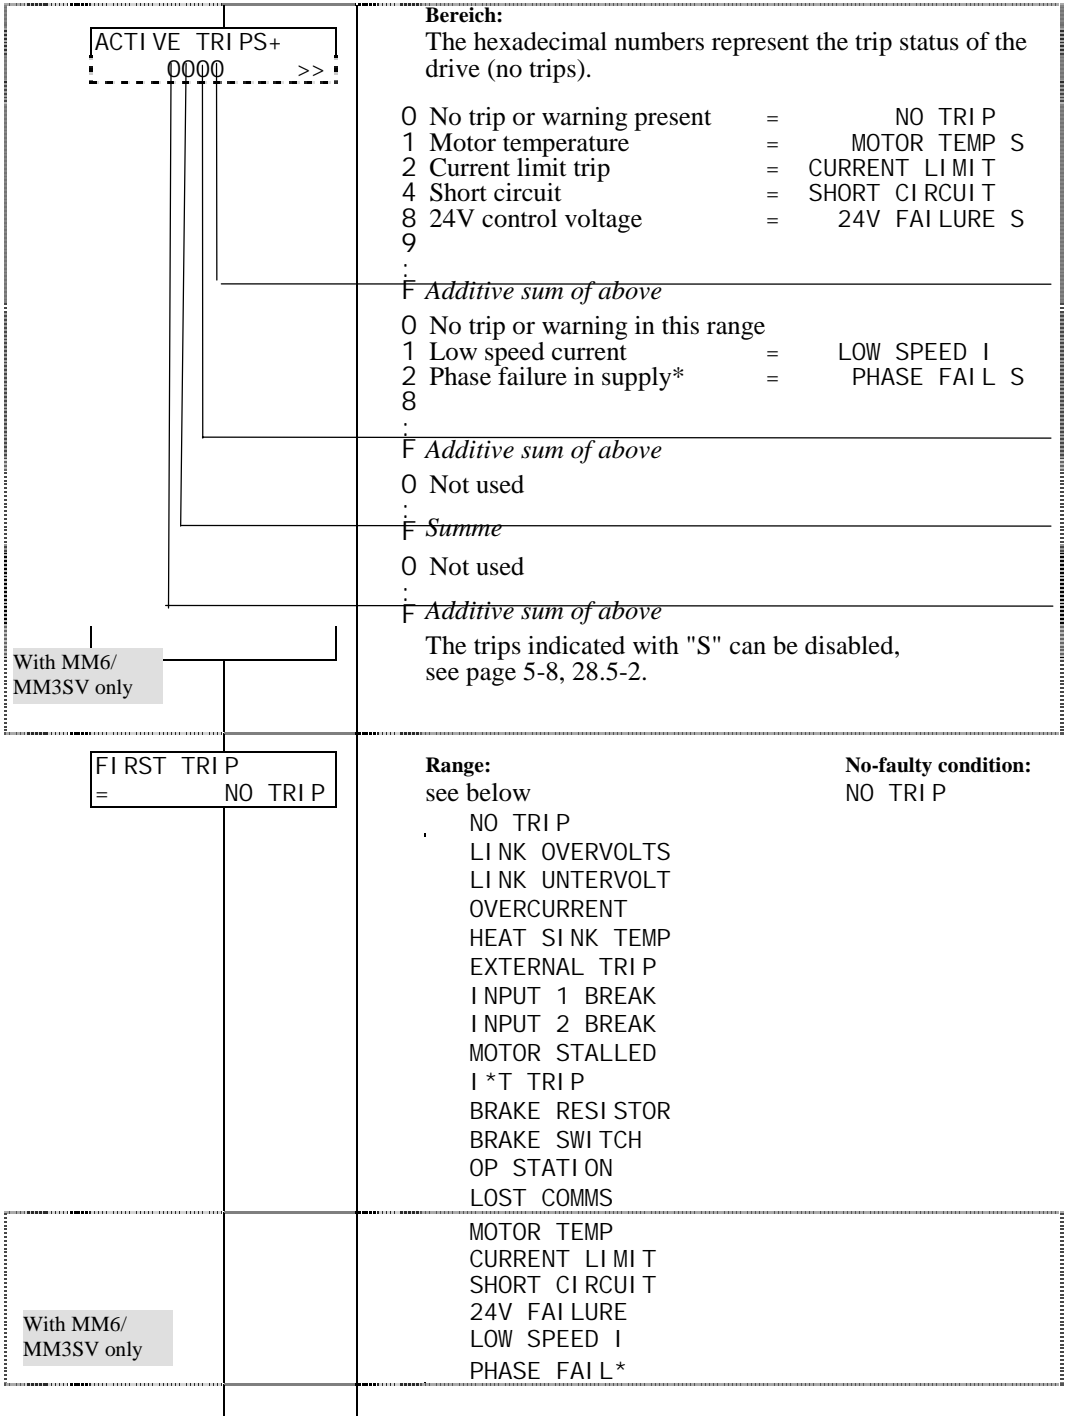 Bereich:
ACTIVE TRIPS+
0000 >>
The hexadecimal numbers represent the trip status of the
drive (no trips).
0 No trip or warning present = NO TRIP
1 Motor temperature = MOTOR TEMP S
2 Current limit trip = CURRENT LIMIT
4 Short circuit = SHORT CIRCUIT
8 24V control voltage = 24V FAILURE S
9
:
F Additive sum of above
0 No trip or warning in this range
1 Low speed current = LOW SPEED I
2 Phase failure in supply* = PHASE FAIL S
8
:
F Additive sum of above
0 Not used
:
F Summe
0 Not used
:
F Additive sum of above
The trips indicated with "S" can be disabled,
see page 5-8, 28.5-2.
With MM6/
MM3SV only
FIRST TRIP
= NO TRIP
Range: No-faulty condition:
see below NO TRIP
NO TRIP
LINK OVERVOLTS
LINK UNTERVOLT
OVERCURRENT
HEAT SINK TEMP
EXTERNAL TRIP
INPUT 1 BREAK
INPUT 2 BREAK
MOTOR STALLED
I*T TRIP
BRAKE RESISTOR
BRAKE SWITCH
OP STATION
LOST COMMS
MOTOR TEMP
CURRENT LIMIT
SHORT CIRCUIT
24V FAILURE
LOW SPEED I
PHASE FAIL*
With MM6/
MM3SV only